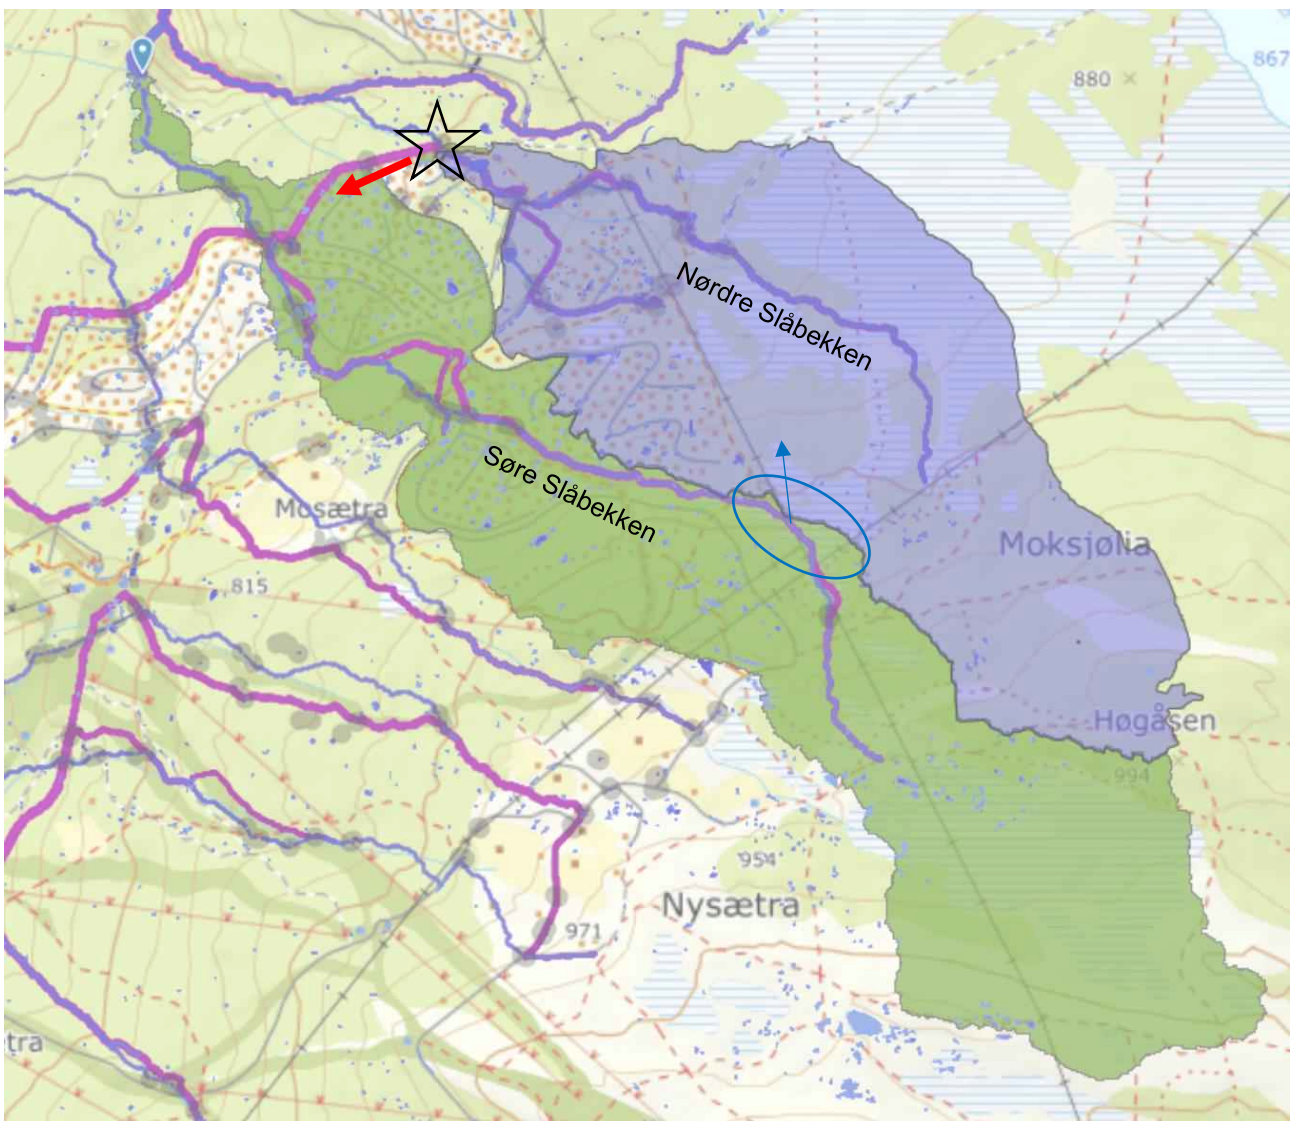 867
880
Nørdre Slåbekken
Søre Slåbekken
Mosætra
Moksjølia
815
Høgåsen
994
954
Nysætra
971
tra